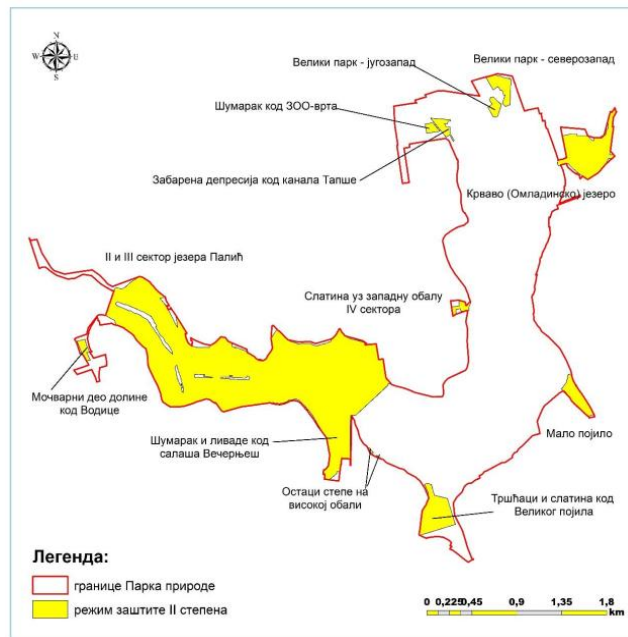 N
W E
S
Велики парк - југозапад
Велики парк - северозапад
Шумарак код ЗОО-врта
Забарена депресија код канала Тапше
Крваво (Омладинско) језеро
II и III сектор језера Палић
Слатина уз западну обалу
IV сектора
Мочварни део долине
код Водице
Шумарак и ливаде код
салаша Вечерњеш
Мало појило
Остаци степе на
високој обали
Тршћаци и слатина код
Великог појила
Легенда:
границе Парка природе
режим заштите II степена
0 0,225 0,45 0,9 1,35 1,8
km